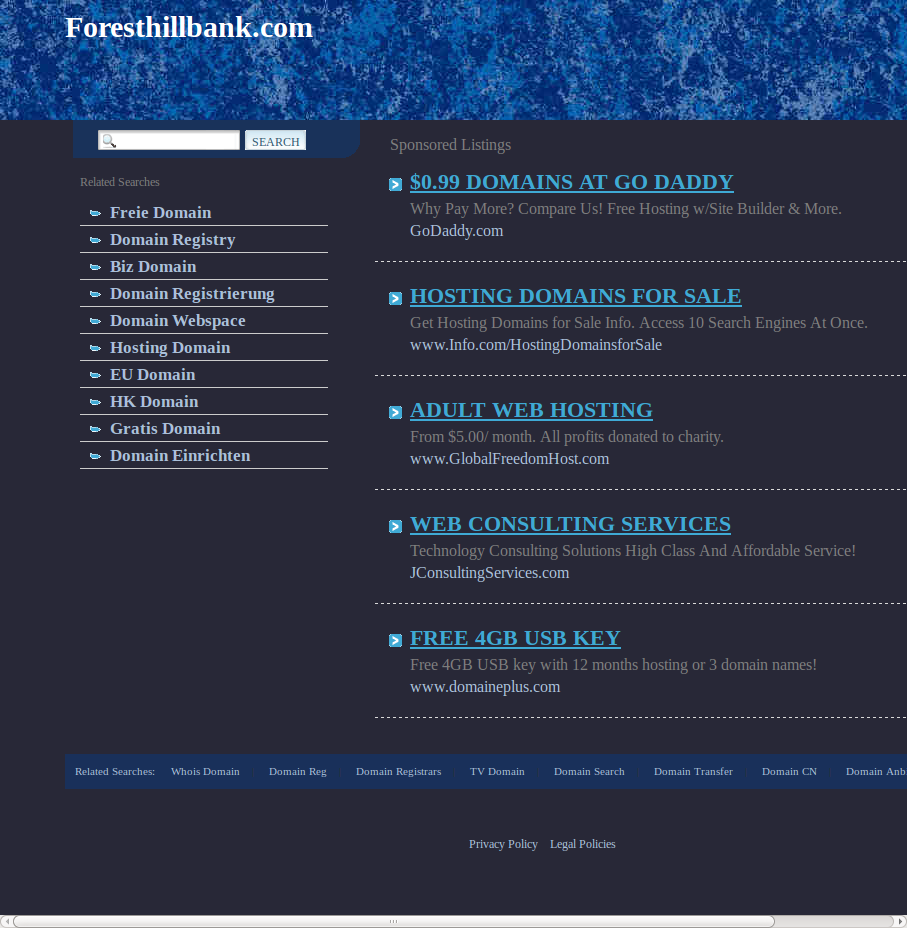 Foresthillbank.com
SEARCH
Related Searches
Freie Domain
Domain Registry
Biz Domain
Domain Registrierung
Domain Webspace
Hosting Domain
EU Domain
HK Domain
Gratis Domain
Domain Einrichten
Sponsored Listings
$0.99 DOMAINS AT GO DADDY
Why Pay More? Compare Us! Free Hosting w/Site Builder & More.
GoDaddy.com
HOSTING DOMAINS FOR SALE
Get Hosting Domains for Sale Info. Access 10 Search Engines At Once.
www.Info.com/HostingDomainsforSale
ADULT WEB HOSTING
From $5.00/ month. All profits donated to charity.
www.GlobalFreedomHost.com
WEB CONSULTING SERVICES
Technology Consulting Solutions High Class And Affordable Service!
JConsultingServices.com
FREE 4GB USB KEY
Free 4GB USB key with 12 months hosting or 3 domain names!
www.domaineplus.com
Related Searches: Whois Domain Domain Reg Domain Registrars TV Domain Domain Search Domain Transfer Domain CN Domain Anb
Privacy Policy Legal Policies